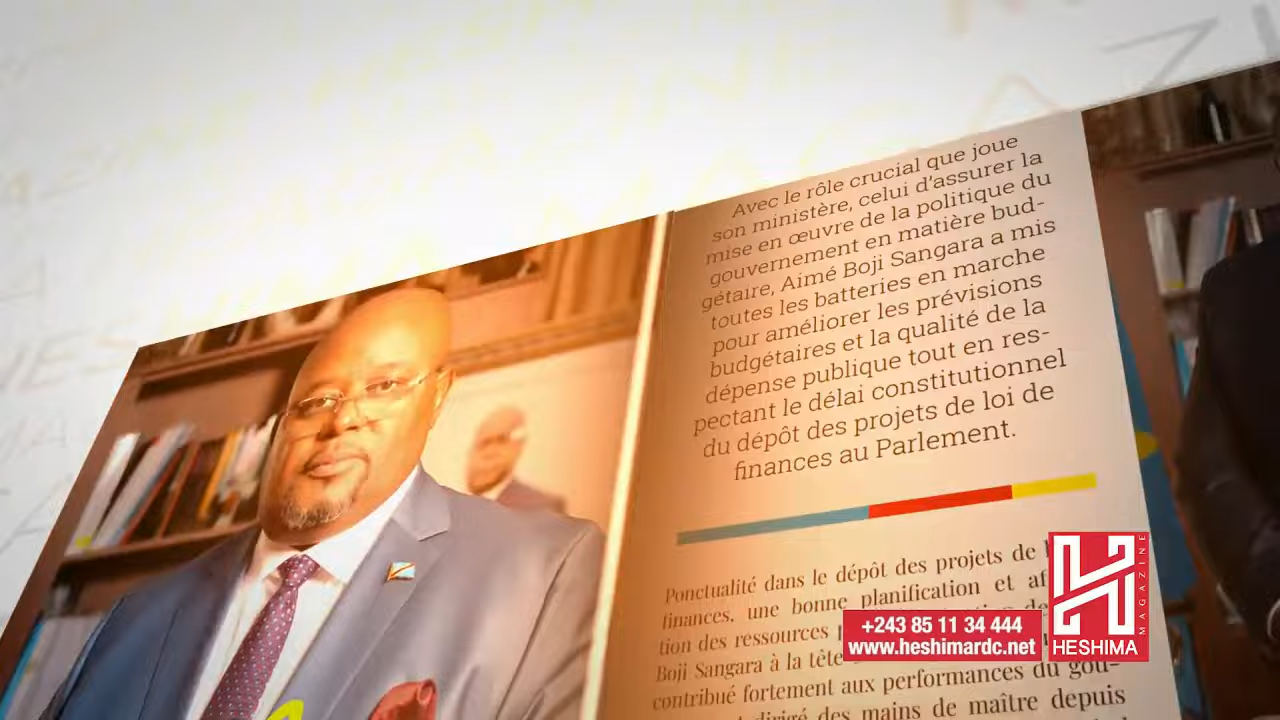 Avec le rôle crucial que joue
son ministère, celui d'assurer la
mise en œuvre de la politique du
gouvernement en matière bud-
gétaire, Aimé Boji Sangara a mis
toutes les batteries en marche
pour améliorer les prévisions
budgétaires et la qualité de la
dépense publique tout en res-
pectant le délai constitutionnel
du dépôt des projets de loi de
finances au Parlement.
Ponctualité dans le dépôt des projets de
finances, une bonne planification et
tion des ressources
Boji Sangara à la tête
contribué fortement aux performances du gou-
dirigé des mains de maître depuis
+243 85 11 34 444
www.heshimardc.net
HESHIMA
MAGAZINE